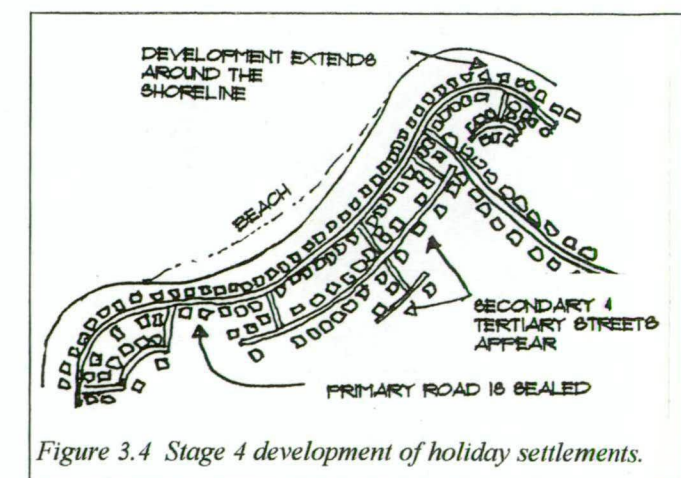 DEVELOPMENT EXTENDS
AROUND THE
SHORELINE
BEACH
SECONDARY &
TERTIARY STREETS
APPEAR
PRIMARY ROAD IS SEALED
Figure 3.4 Stage 4 development of holiday settlements.